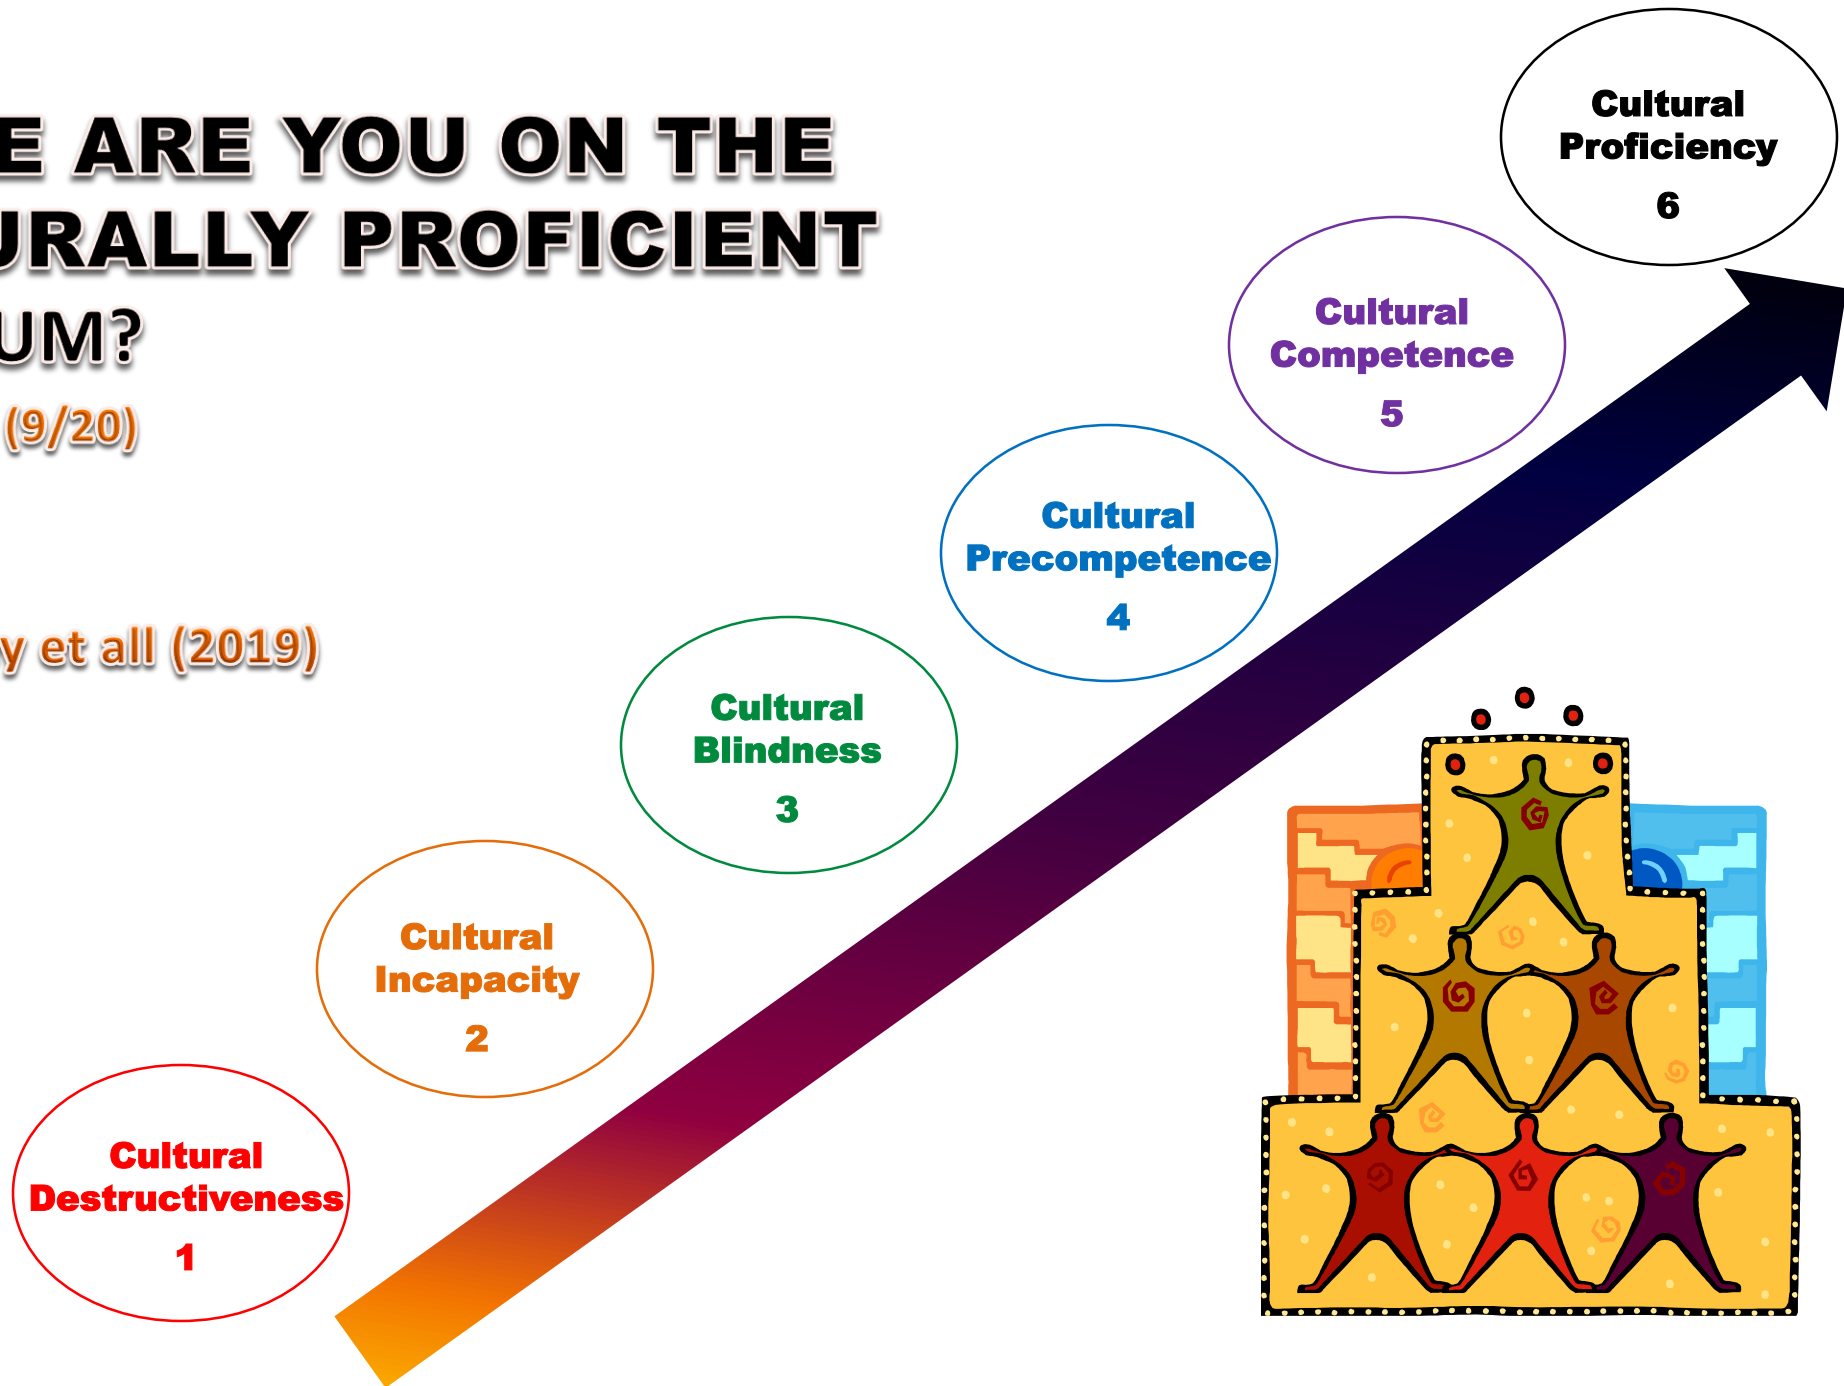 E ARE YOU ON THE
URALLY PROFICIENT
UM?
(9/20)
y et all (2019)
Cultural
Proficiency
6
Cultural
Competence
5
Cultural
Precompetence
4
Cultural
Blindness
3
Cultural
Incapacity
2
Cultural
Destructiveness
1